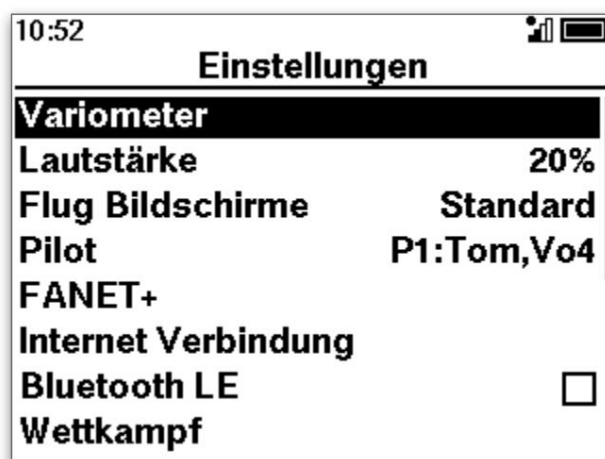 10:52
Einstellungen
Variometer
Lautstärke 20%
Flug Bildschirme Standard
Pilot P1:Tom,Vo4
FANET+
Internet Verbindung
Bluetooth LE
Wettkampf